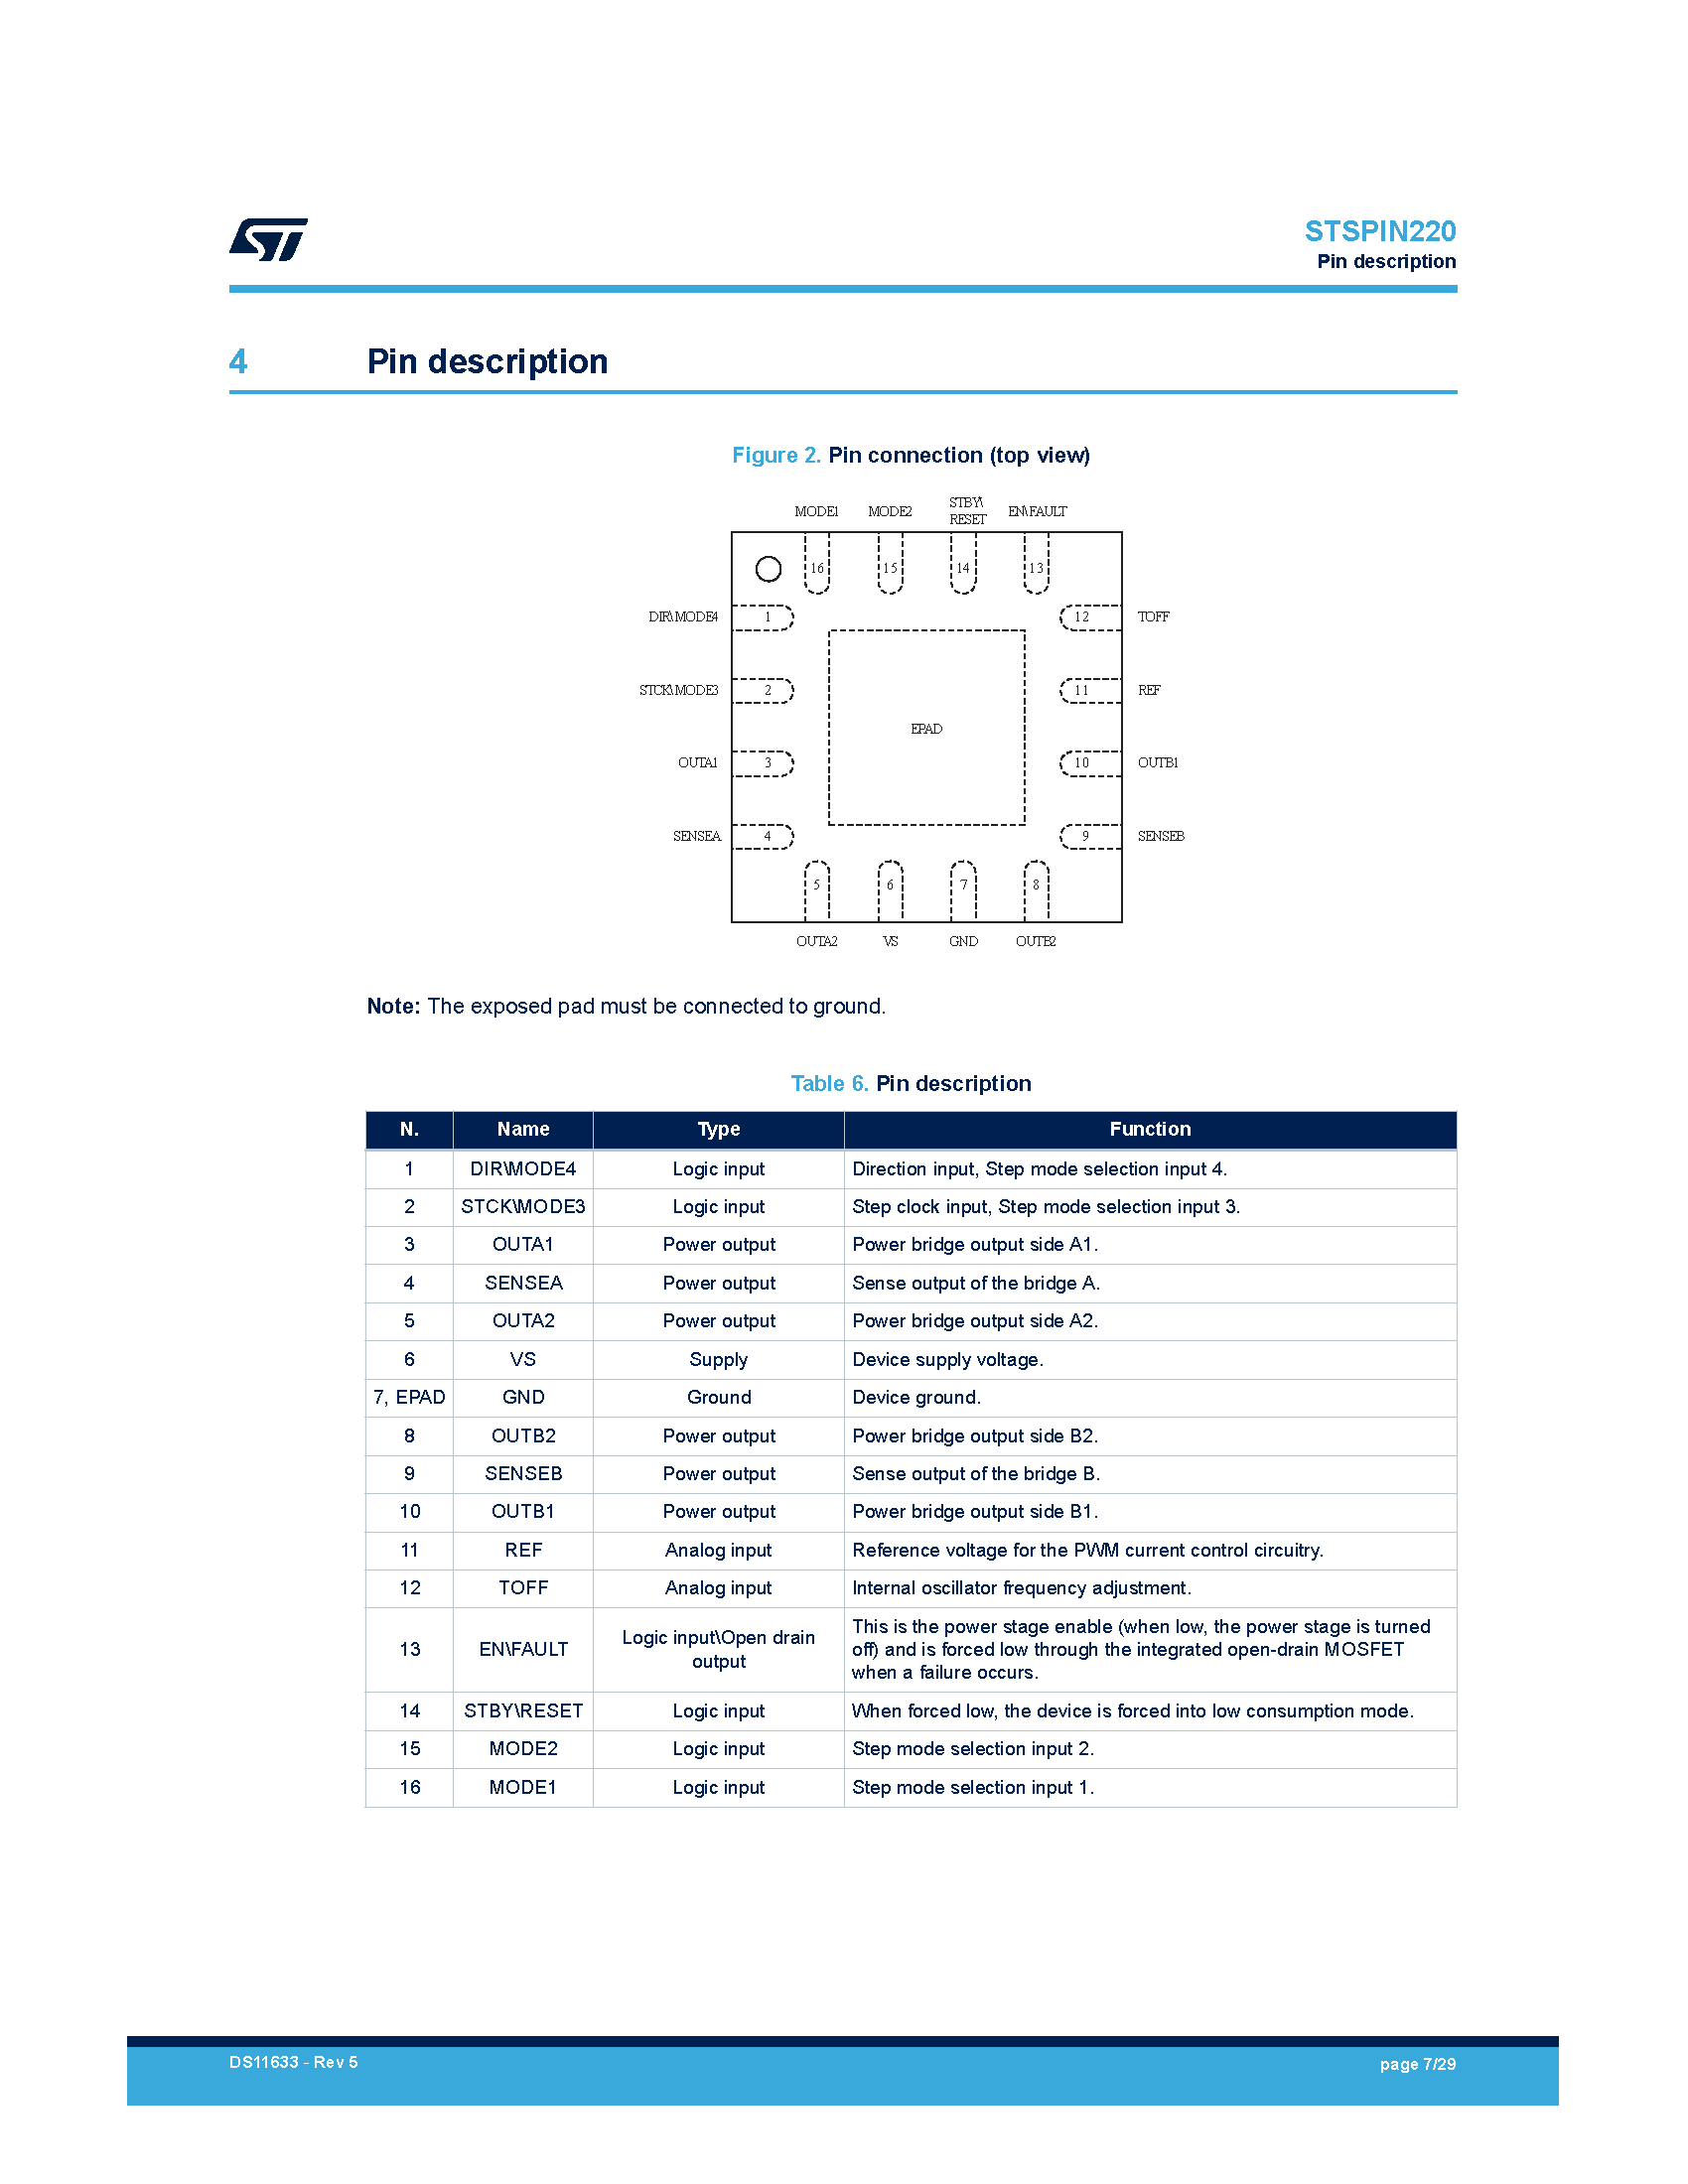 ST
STSPIN220
Pin description
4 Pin description
Figure 2. Pin connection (top view)
MODE1 MODE2 STBY\ RESET EN\FAULT
16 15 14 13
DIR\MODE4 1 12 TOFF
STCK\MODE3 2 11 REF
EPAD
OUTA1 3 10 OUTB1
SENSEA 4 9 SENSEB
5 6 7 8
OUTA2 VS GND OUTB2
Note: The exposed pad must be connected to ground.
Table 6. Pin description
N. Name Type Function
1 DIR\MODE4 Logic input Direction input, Step mode selection input 4.
2 STCK\MODE3 Logic input Step clock input, Step mode selection input 3.
3 OUTA1 Power output Power bridge output side A1.
4 SENSEA Power output Sense output of the bridge A.
5 OUTA2 Power output Power bridge output side A2.
6 VS Supply Device supply voltage.
7, EPAD GND Ground Device ground.
8 OUTB2 Power output Power bridge output side B2.
9 SENSEB Power output Sense output of the bridge B.
10 OUTB1 Power output Power bridge output side B1.
11 REF Analog input Reference voltage for the PWM current control circuitry.
12 TOFF Analog input Internal oscillator frequency adjustment.
13 EN\FAULT Logic input\Open drain output This is the power stage enable (when low, the power stage is turned
off) and is forced low through the integrated open-drain MOSFET
when a failure occurs.
14 STBY\RESET Logic input When forced low, the device is forced into low consumption mode.
15 MODE2 Logic input Step mode selection input 2.
16 MODE1 Logic input Step mode selection input 1.
DS11633 - Rev 5
page 7/29